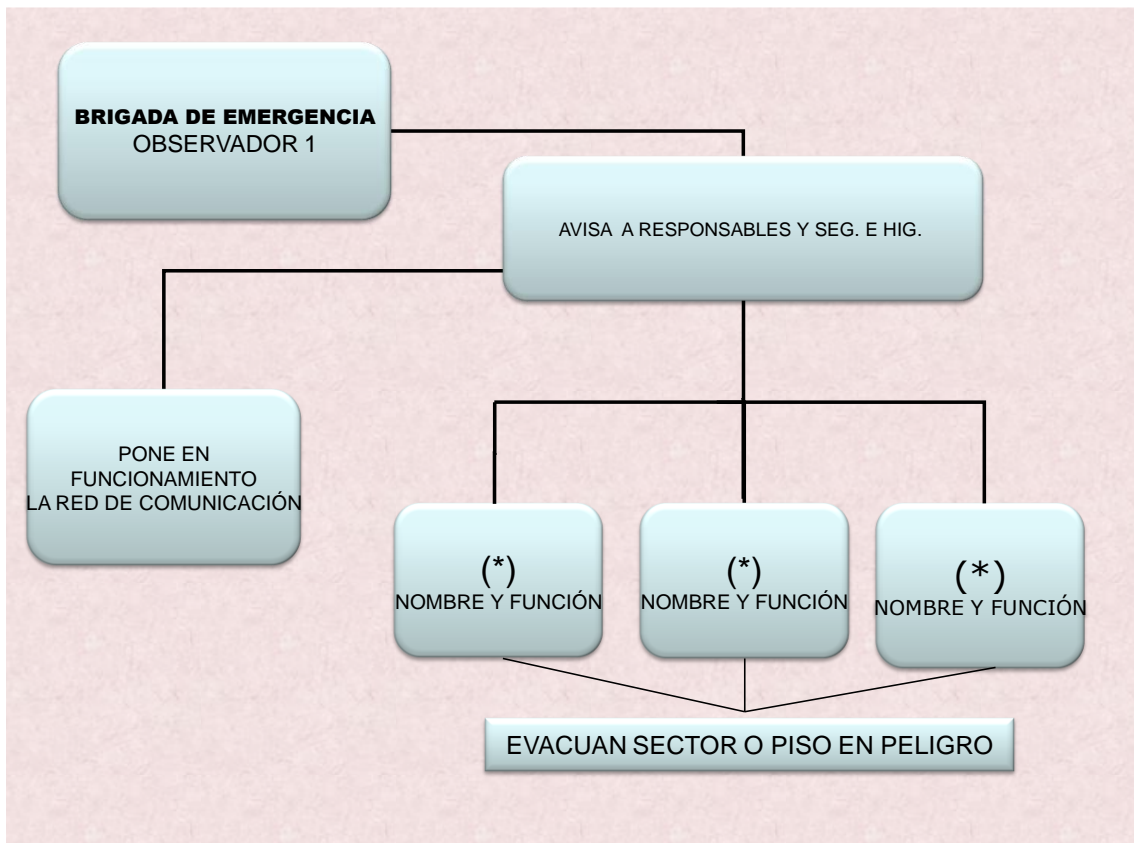 BRIGADA DE EMERGENCIA
OBSERVADOR 1
AVISA A RESPONSABLES Y SEG. E HIG.
PONE EN
FUNCIONAMIENTO
LA RED DE COMUNICACIÓN
(*)
NOMBRE Y FUNCIÓN
(*)
NOMBRE Y FUNCIÓN
(*)
NOMBRE Y FUNCIÓN
EVACUAN SECTOR O PISO EN PELIGRO